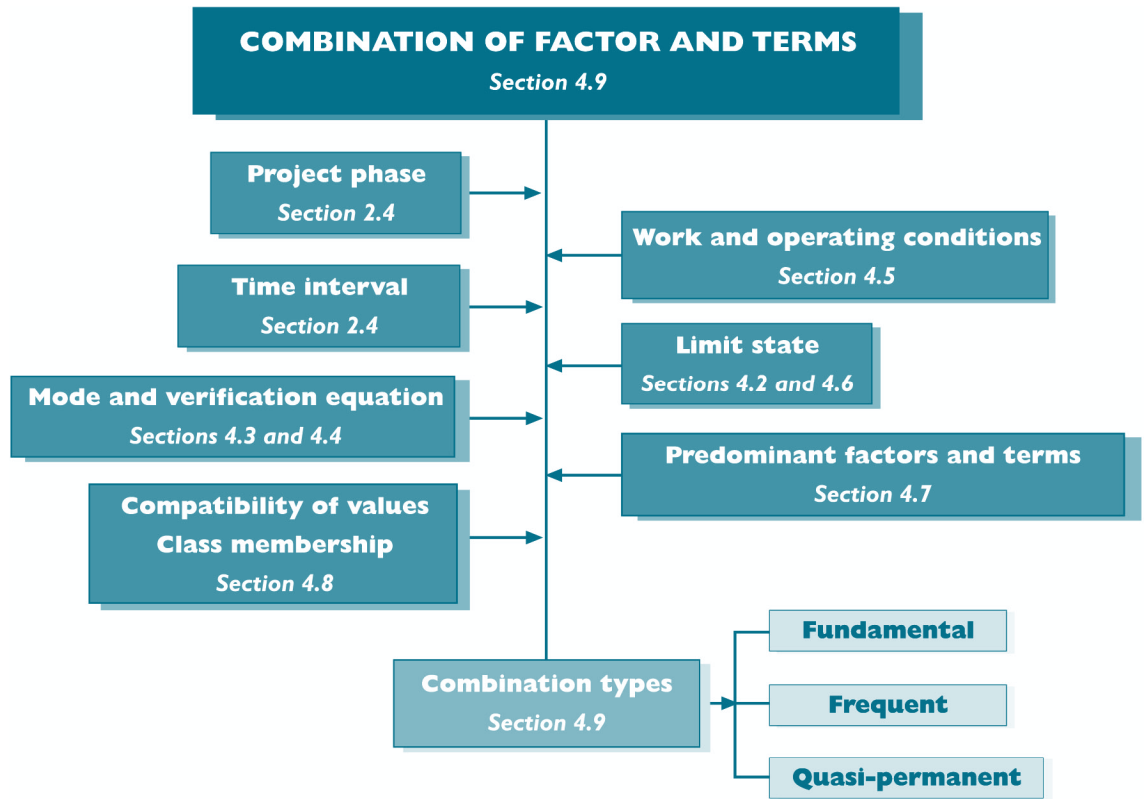 COMBINATION OF FACTOR AND TERMS
Section 4.9
Project phase
Section 2.4
Work and operating conditions
Section 4.5
Time interval
Section 2.4
Limit state
Sections 4.2 and 4.6
Mode and verification equation
Sections 4.3 and 4.4
Predominant factors and terms
Section 4.7
Compatibility of values
Class membership
Section 4.8
Combination types
Section 4.9
Fundamental
Frequent
Quasi-permanent